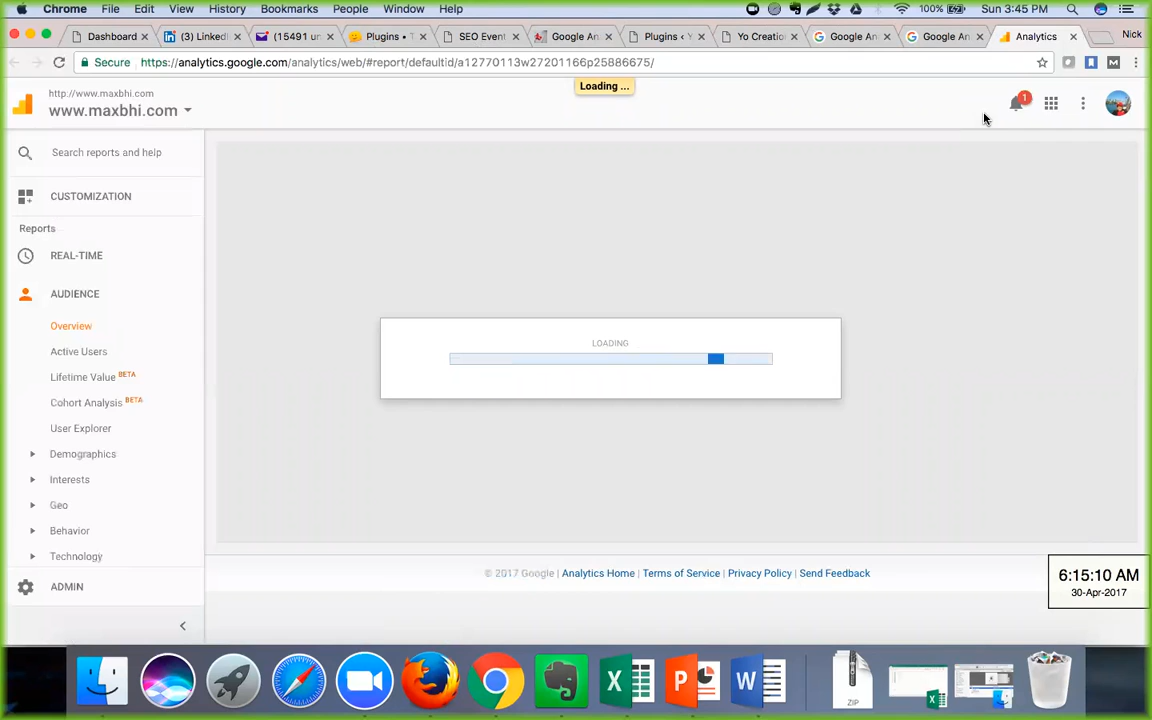 Chrome File Edit View History Bookmarks People Window Help 100% Sun 3:45 PM
Dashboard (3) Linked (15491 un Plugins • T SEO Event Google An Plugins ‹ Y Yo Creation Google An Google An Analytics Nick
Secure https://analytics.google.com/analytics/web/#report/defaultid/a12770113w27201166p25886675/
Loading ...
http://www.maxbhi.com
www.maxbhi.com
1
Search reports and help
CUSTOMIZATION
Reports
REAL-TIME
AUDIENCE
Overview
Active Users
Lifetime Value BETA
Cohort Analysis BETA
User Explorer
Demographics
Interests
Geo
Behavior
Technology
ADMIN
LOADING
© 2017 Google | Analytics Home | Terms of Service | Privacy Policy | Send Feedback
6:15:10 AM
30-Apr-2017
X P W ZIP X